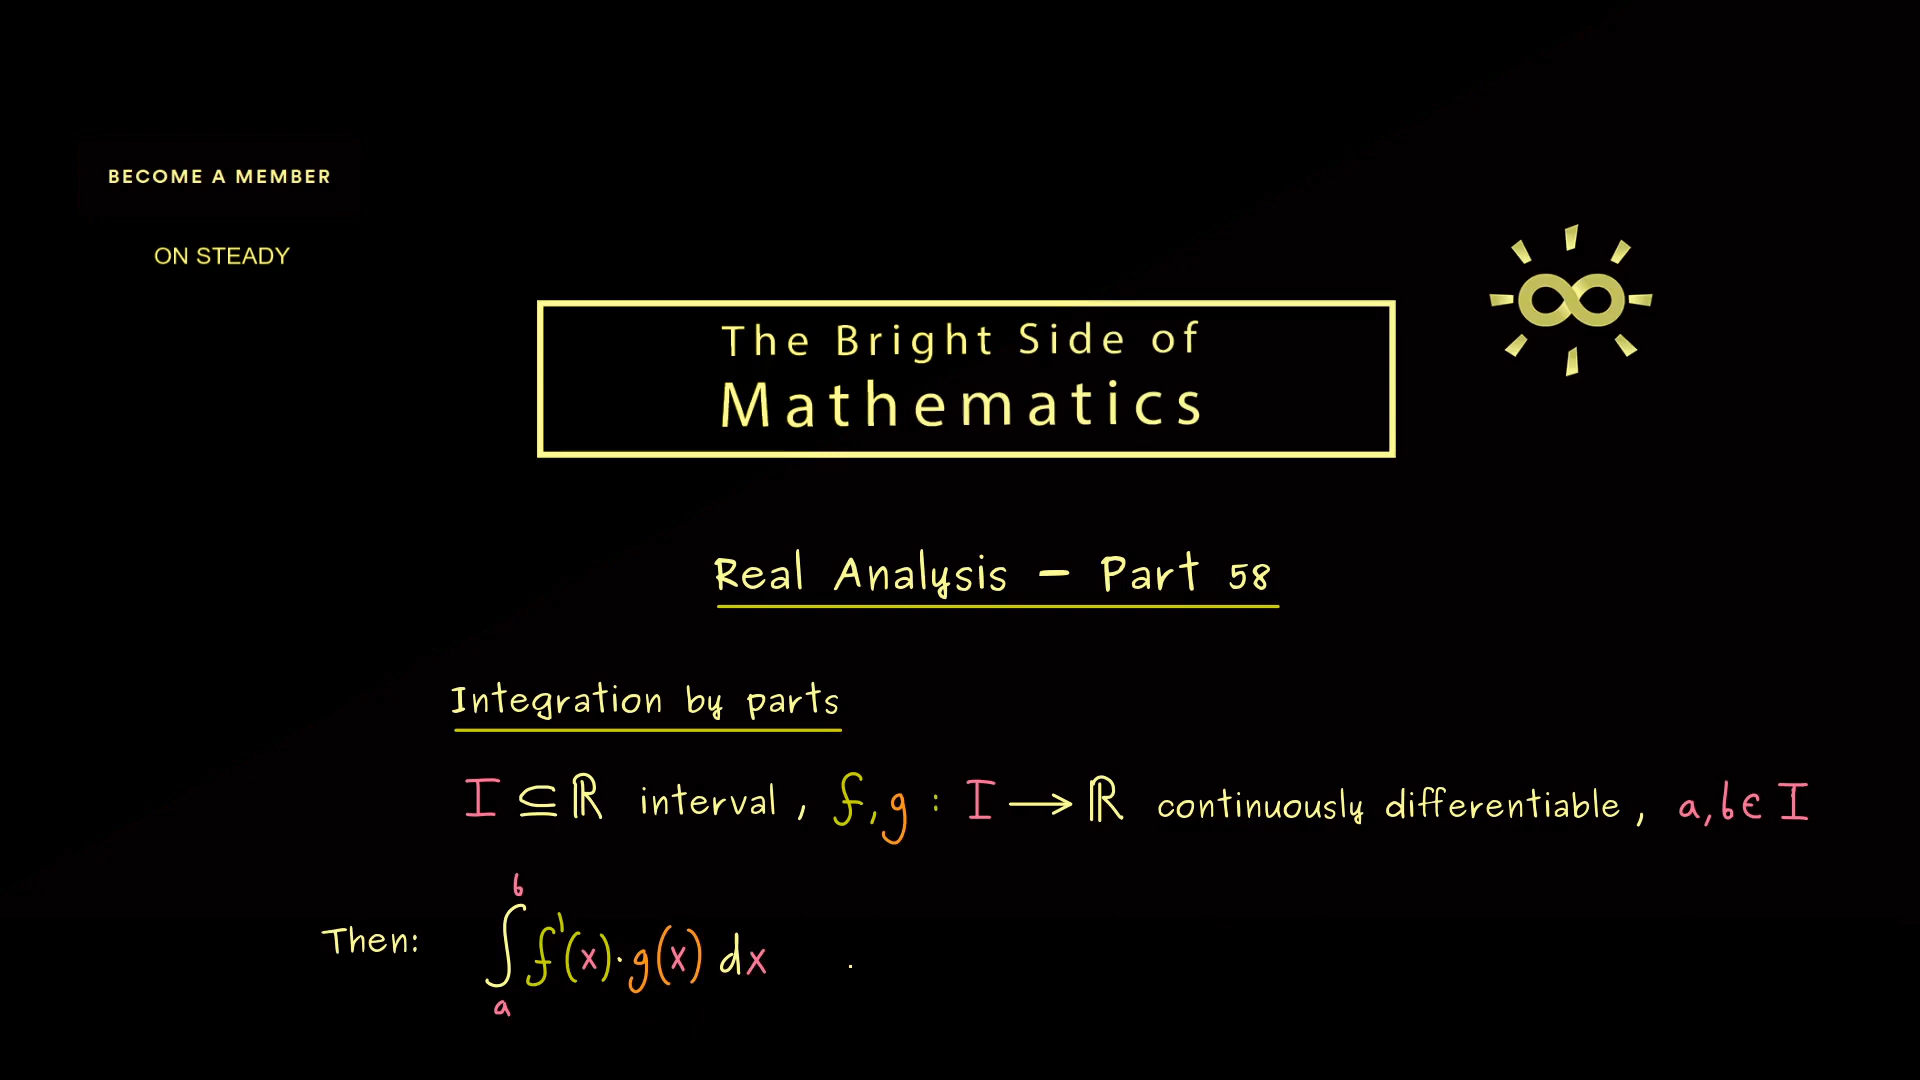 BECOME A MEMBER
ON STEADY
The Bright Side of
Mathematics
Real Analysis – Part 58
Integration by parts
I ⊆ ℝ interval, f, g : I ⟶ ℝ continuously differentiable, a, b ∈ I
Then: ∫ₐᵇ f'(x)·g(x) dx